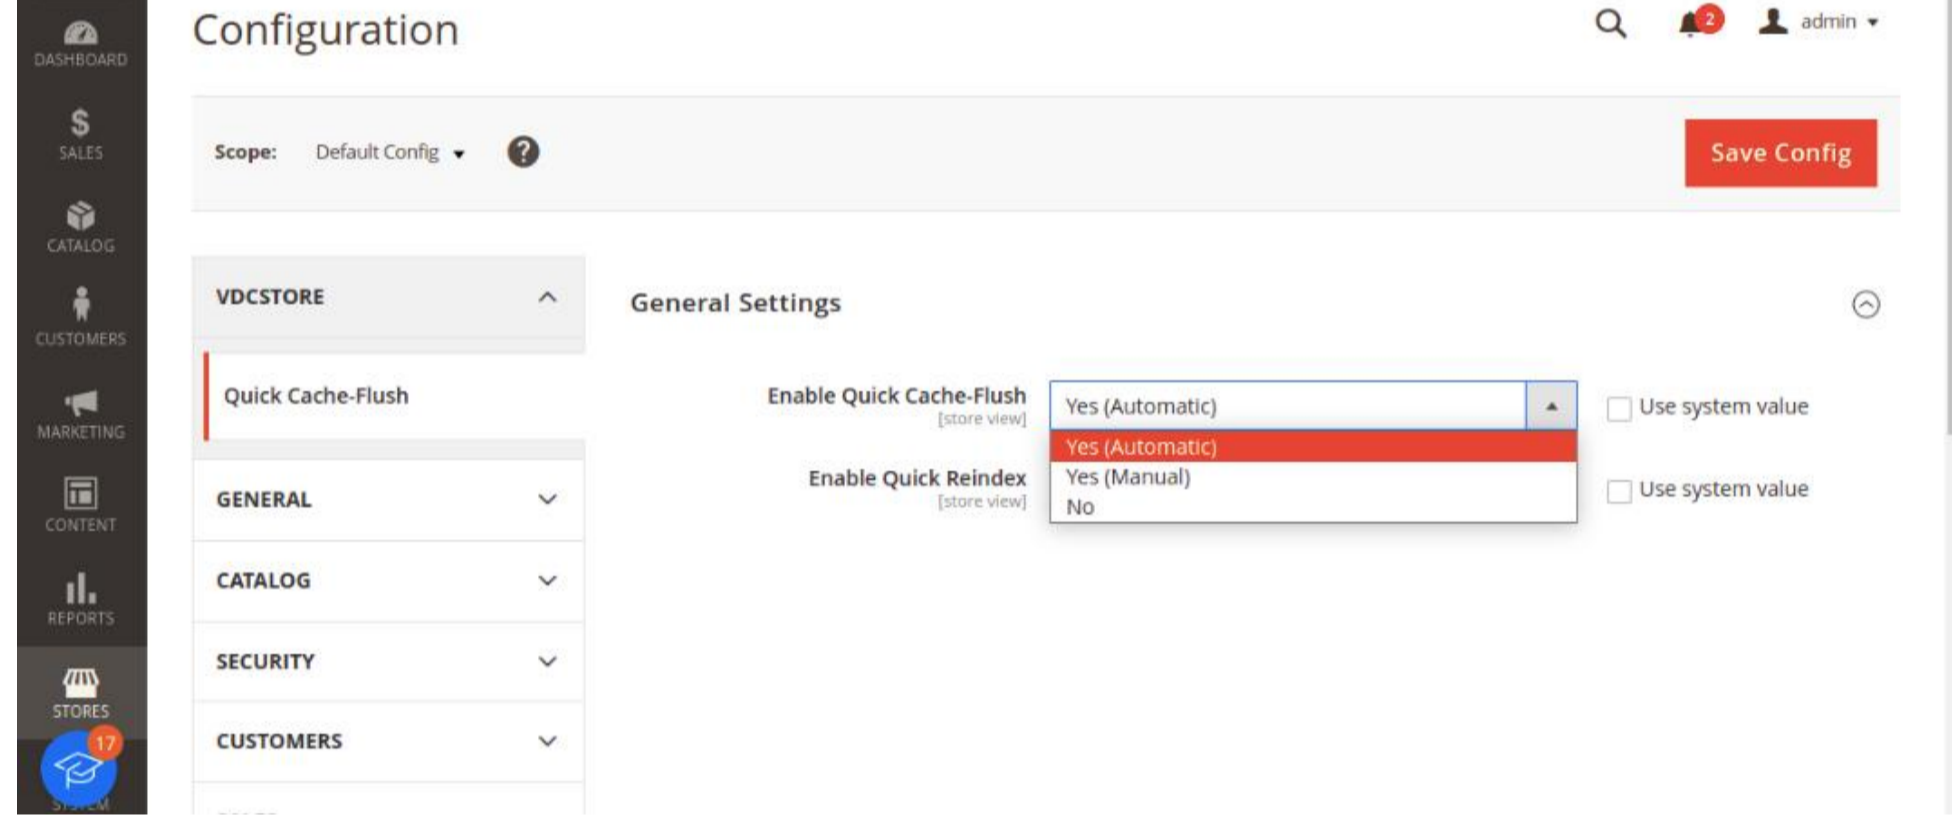 Configuration
2
admin
DASHBOARD
SALES
CATALOG
CUSTOMERS
MARKETING
CONTENT
REPORTS
STORES
17
Scope: Default Config ?
Save Config
VDCSTORE
Quick Cache-Flush
GENERAL
CATALOG
SECURITY
CUSTOMERS
General Settings
Enable Quick Cache-Flush
[store view]
Yes (Automatic)
Use system value
Yes (Automatic)
Yes (Manual)
No
Enable Quick Reindex
[store view]
Use system value